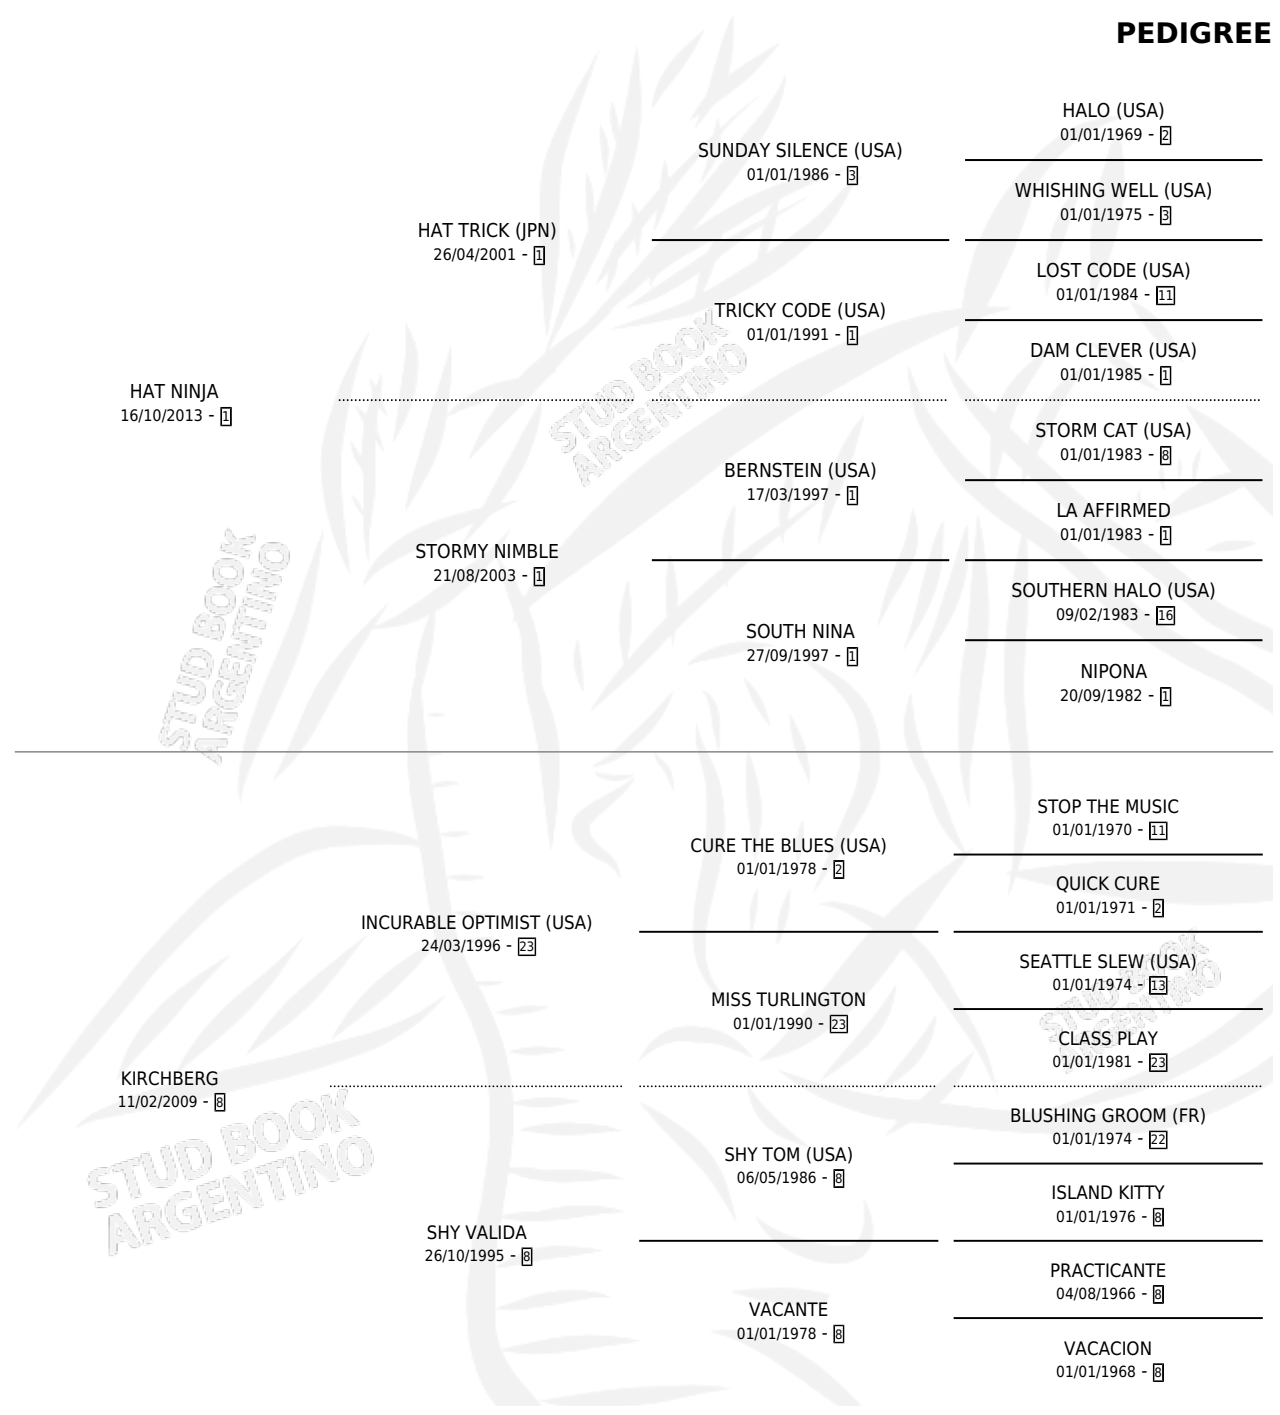 PEDIGREE
HALO (USA)
01/01/1969 - 2
SUNDAY SILENCE (USA)
01/01/1986 - 3
WHISHING WELL (USA)
01/01/1975 - 3
HAT TRICK (JPN)
26/04/2001 - 1
LOST CODE (USA)
01/01/1984 - 11
TRICKY CODE (USA)
01/01/1991 - 1
DAM CLEVER (USA)
01/01/1985 - 1
HAT NINJA
16/10/2013 - 1
STORM CAT (USA)
01/01/1983 - 8
BERNSTEIN (USA)
17/03/1997 - 1
LA AFFIRMED
01/01/1983 - 1
STORMY NIMBLE
21/08/2003 - 1
SOUTHERN HALO (USA)
09/02/1983 - 16
SOUTH NINA
27/09/1997 - 1
NIPONA
20/09/1982 - 1
STOP THE MUSIC
01/01/1970 - 11
CURE THE BLUES (USA)
01/01/1978 - 2
QUICK CURE
01/01/1971 - 2
INCURABLE OPTIMIST (USA)
24/03/1996 - 23
SEATTLE SLEW (USA)
01/01/1974 - 13
MISS TURLINGTON
01/01/1990 - 23
CLASS PLAY
01/01/1981 - 23
KIRCHBERG
11/02/2009 - 8
BLUSHING GROOM (FR)
01/01/1974 - 22
SHY TOM (USA)
06/05/1986 - 8
ISLAND KITTY
01/01/1976 - 8
SHY VALIDA
26/10/1995 - 8
PRACTICANTE
04/08/1966 - 8
VACANTE
01/01/1978 - 8
VACACION
01/01/1968 - 8
STUD BOOK
ARGENTINO
STUD BOOK
ARGENTINO
STUD BOOK
ARGENTINO
STUD BOOK
ARGENTINO